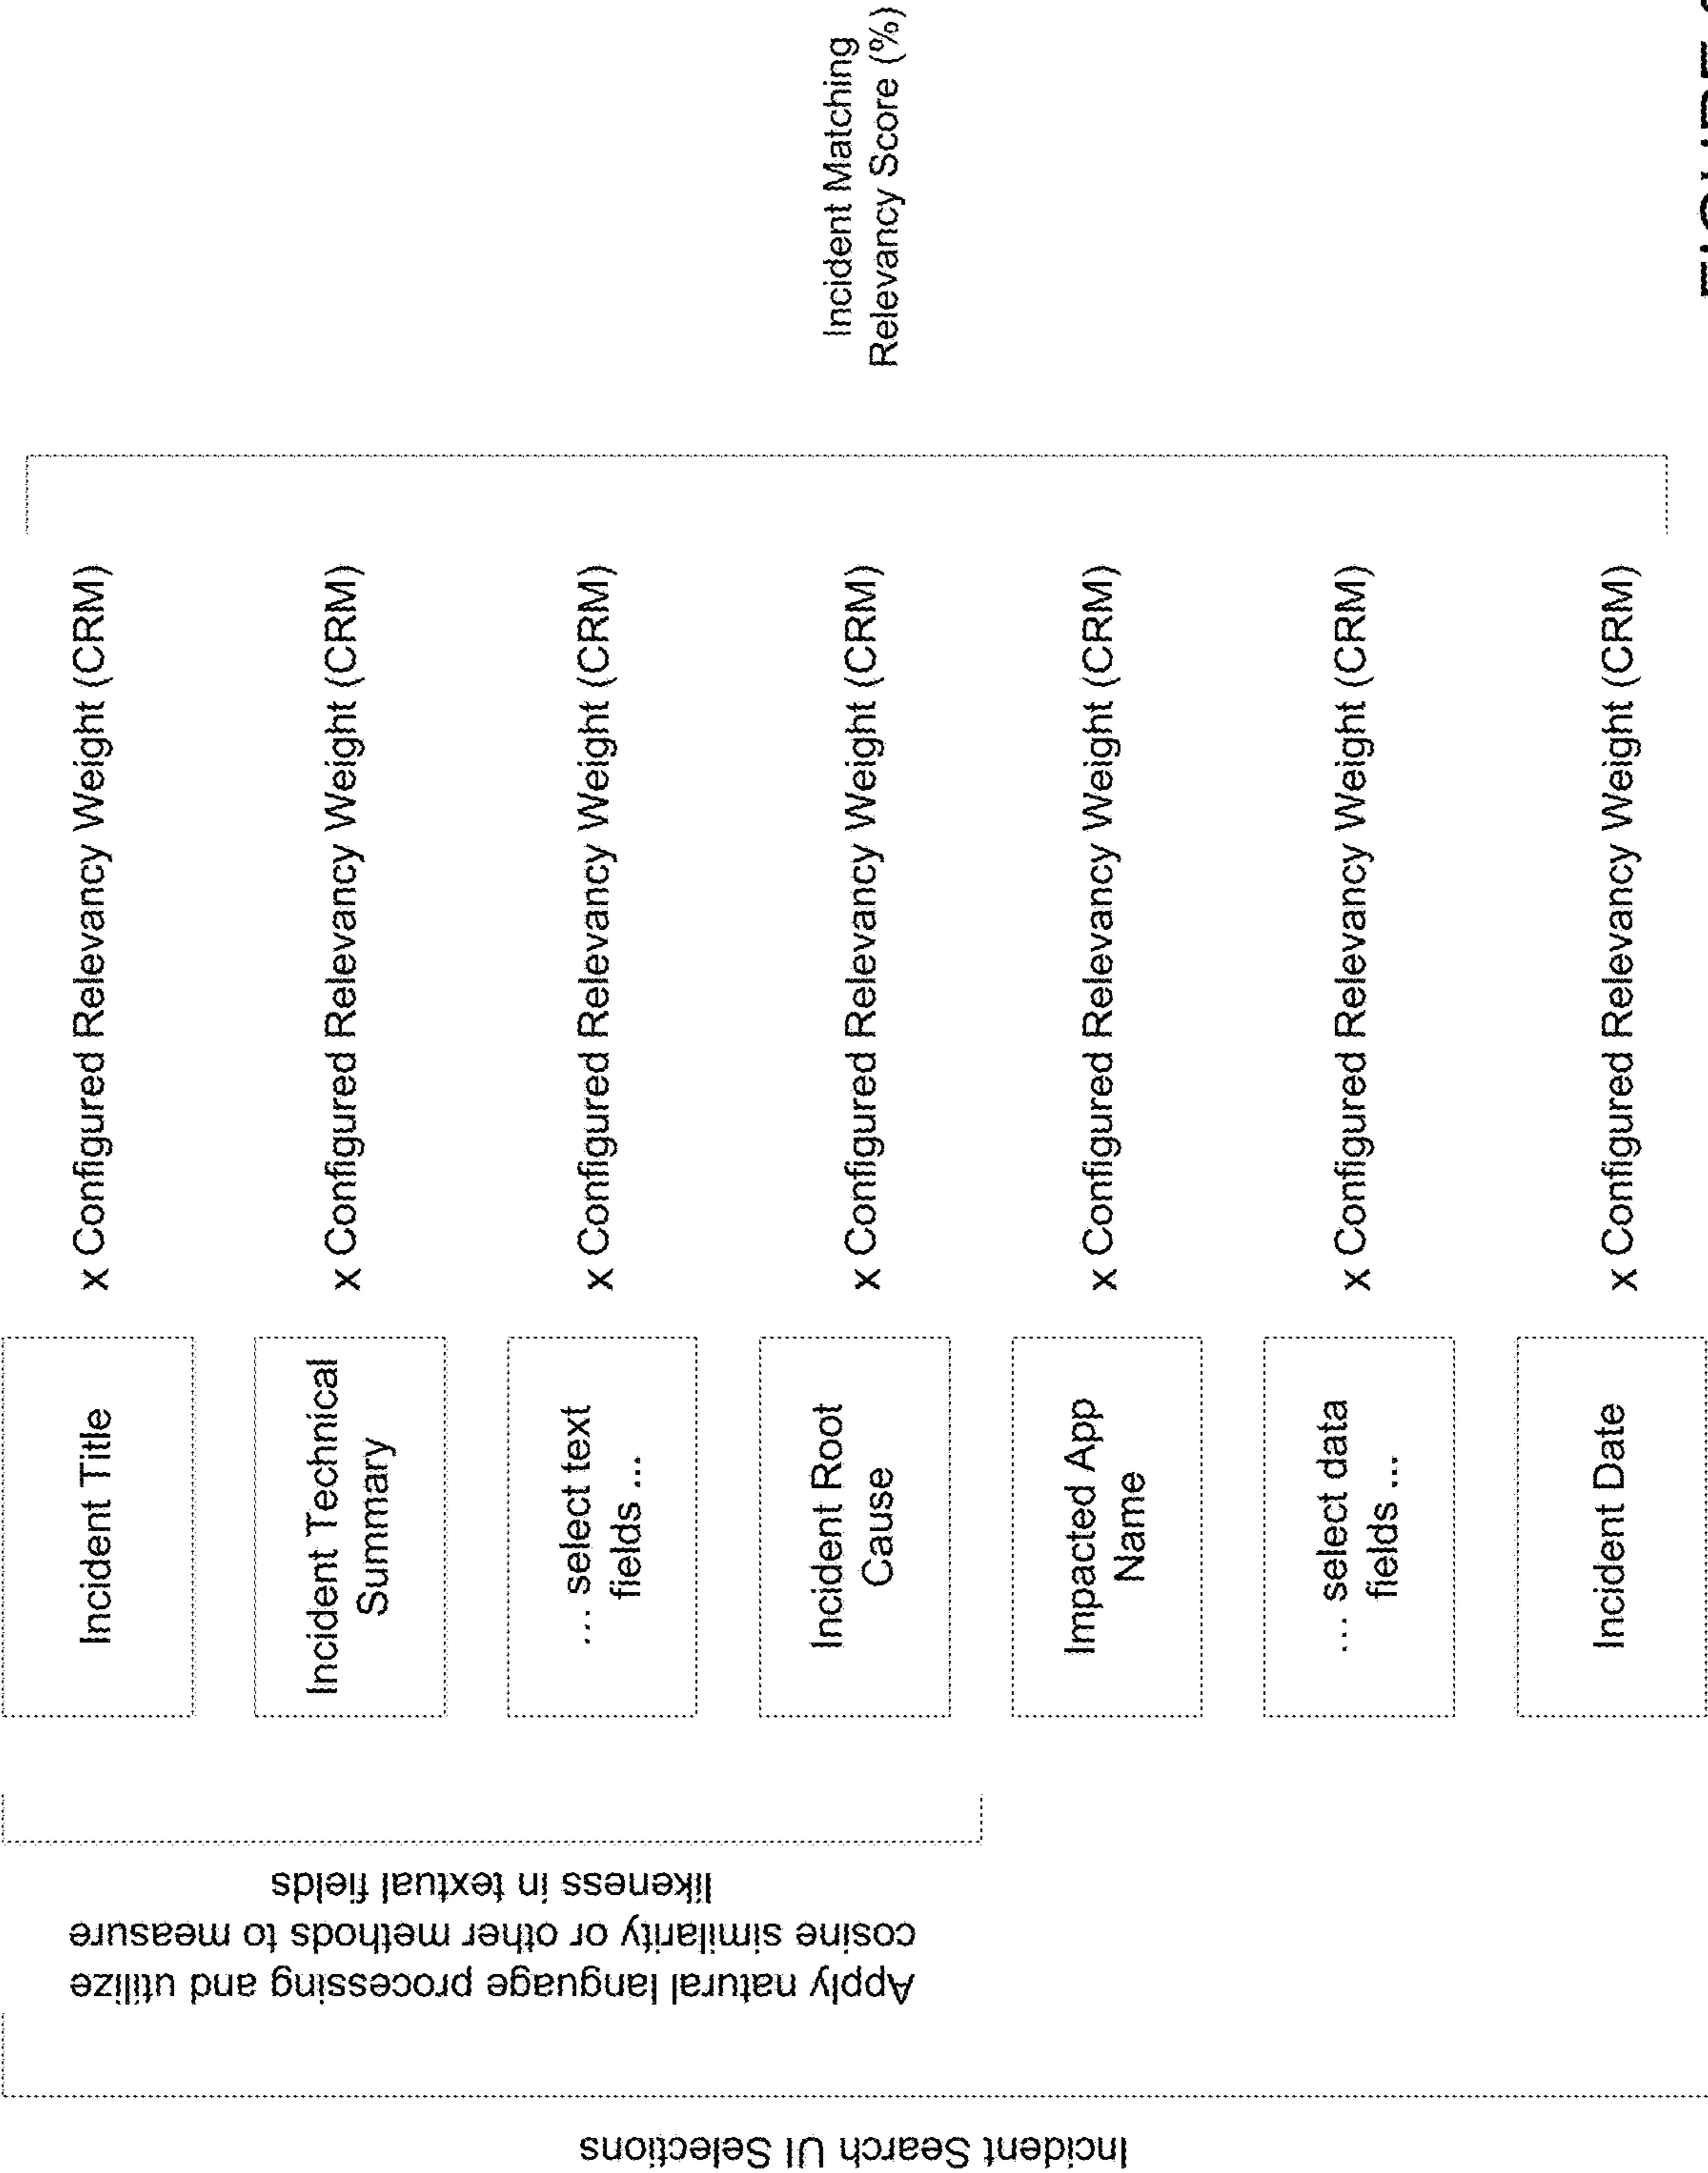 Incident Search UI Selections
Apply natural language processing and utilize
cosine similarity or other methods to measure
likeness in textual fields
Incident Title
x Configured Relevancy Weight (CRM)
Incident Technical
Summary
x Configured Relevancy Weight (CRM)
... select text
fields ...
x Configured Relevancy Weight (CRM)
Incident Root
Cause
x Configured Relevancy Weight (CRM)
Impacted App
Name
x Configured Relevancy Weight (CRM)
... select data
fields ...
x Configured Relevancy Weight (CRM)
Incident Date
x Configured Relevancy Weight (CRM)
Incident Matching
Relevancy Score (%)